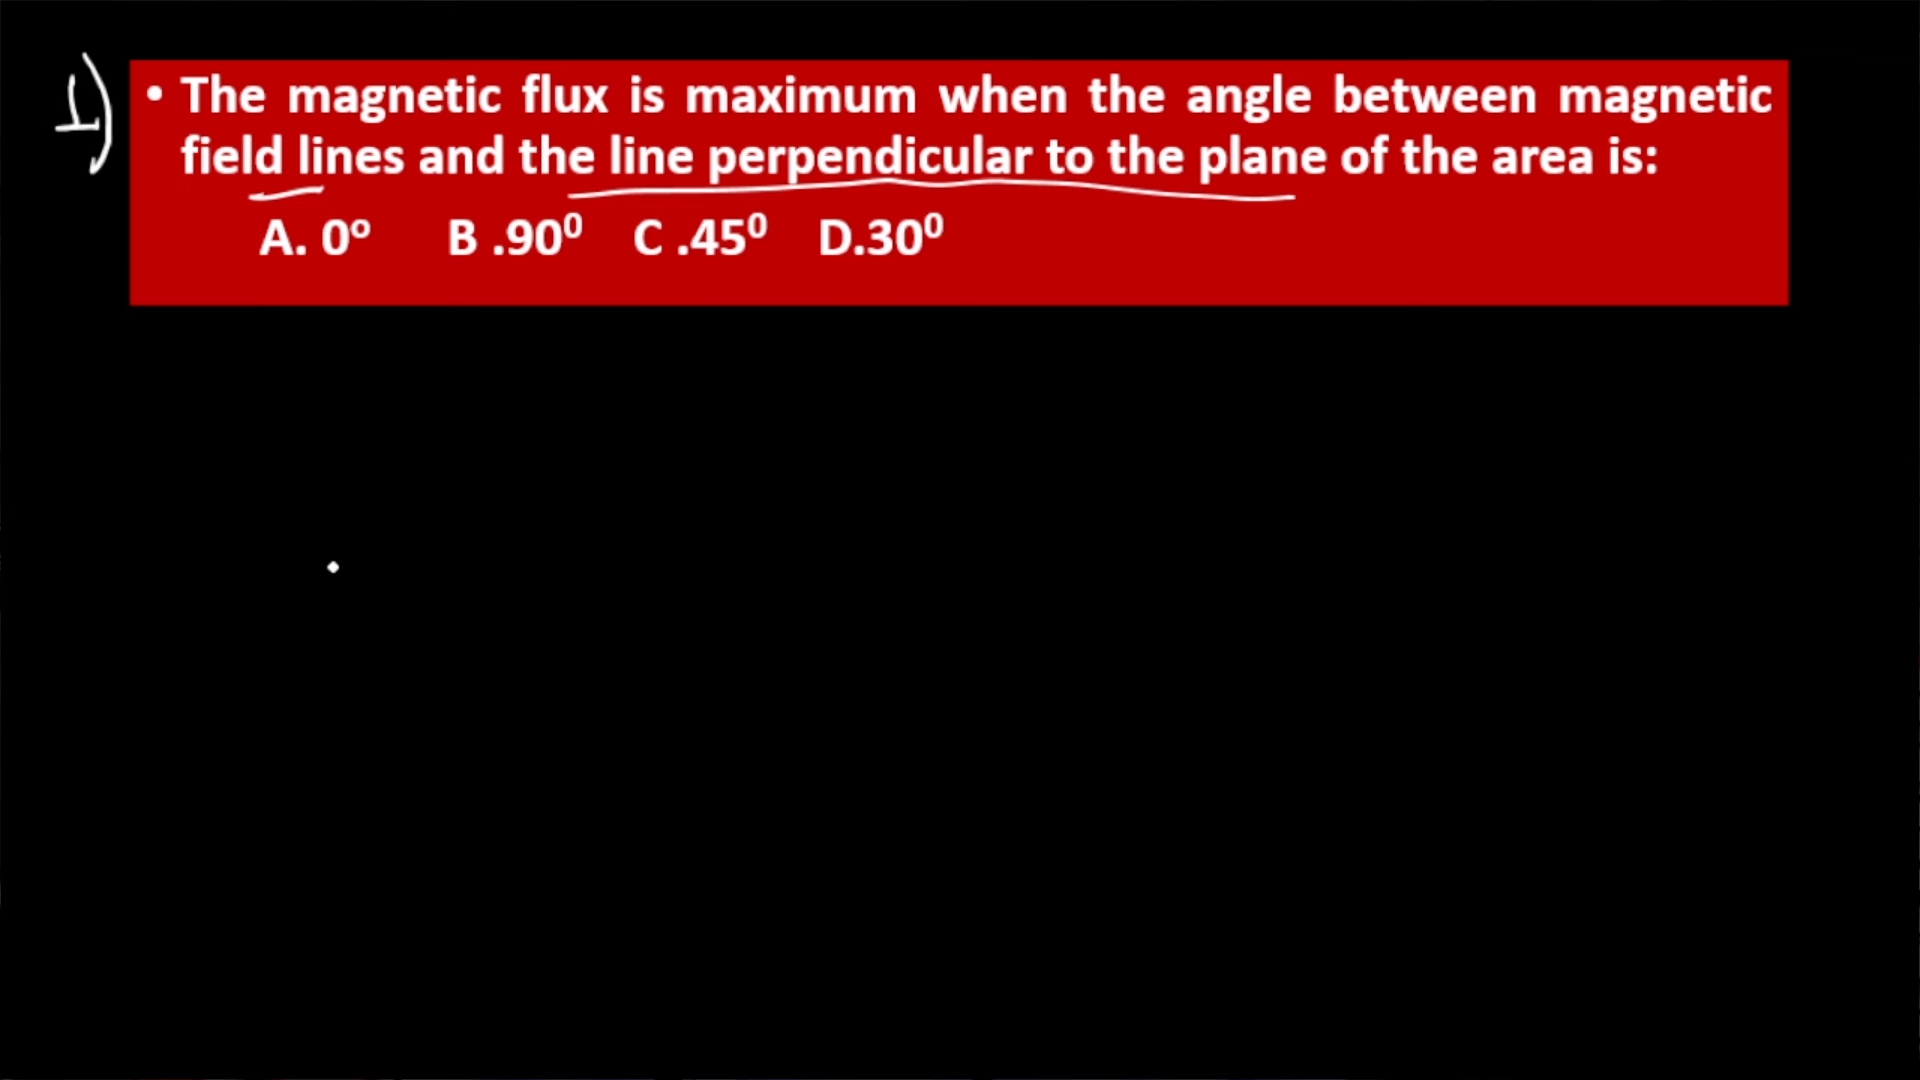 1)
• The magnetic flux is maximum when the angle between magnetic
field lines and the line perpendicular to the plane of the area is:
A. 0º B .90⁰ C .45⁰ D.30⁰